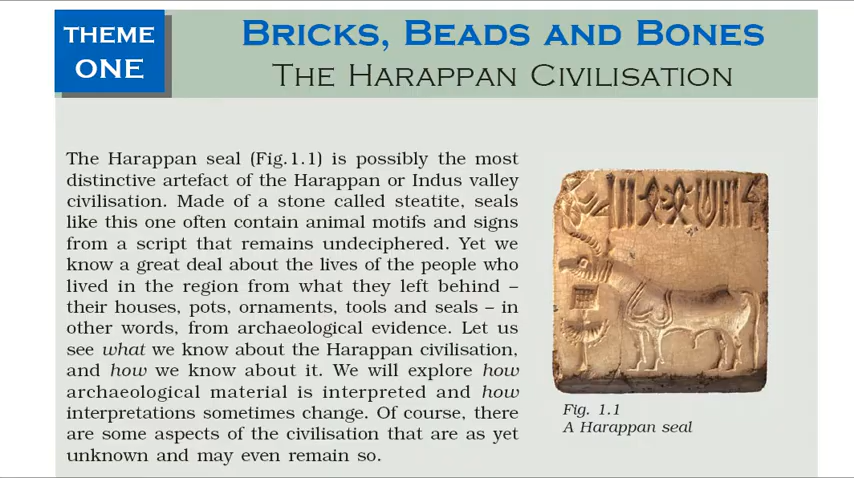 THEME
ONE
BRICKS, BEADS AND BONES
THE HARAPPAN CIVILISATION
The Harappan seal (Fig.1.1) is possibly the most
distinctive artefact of the Harappan or Indus valley
civilisation. Made of a stone called steatite, seals
like this one often contain animal motifs and signs
from a script that remains undeciphered. Yet we
know a great deal about the lives of the people who
lived in the region from what they left behind –
their houses, pots, ornaments, tools and seals – in
other words, from archaeological evidence. Let us
see what we know about the Harappan civilisation,
and how we know about it. We will explore how
archaeological material is interpreted and how
interpretations sometimes change. Of course, there
are some aspects of the civilisation that are as yet
unknown and may even remain so.
Fig. 1.1
A Harappan seal